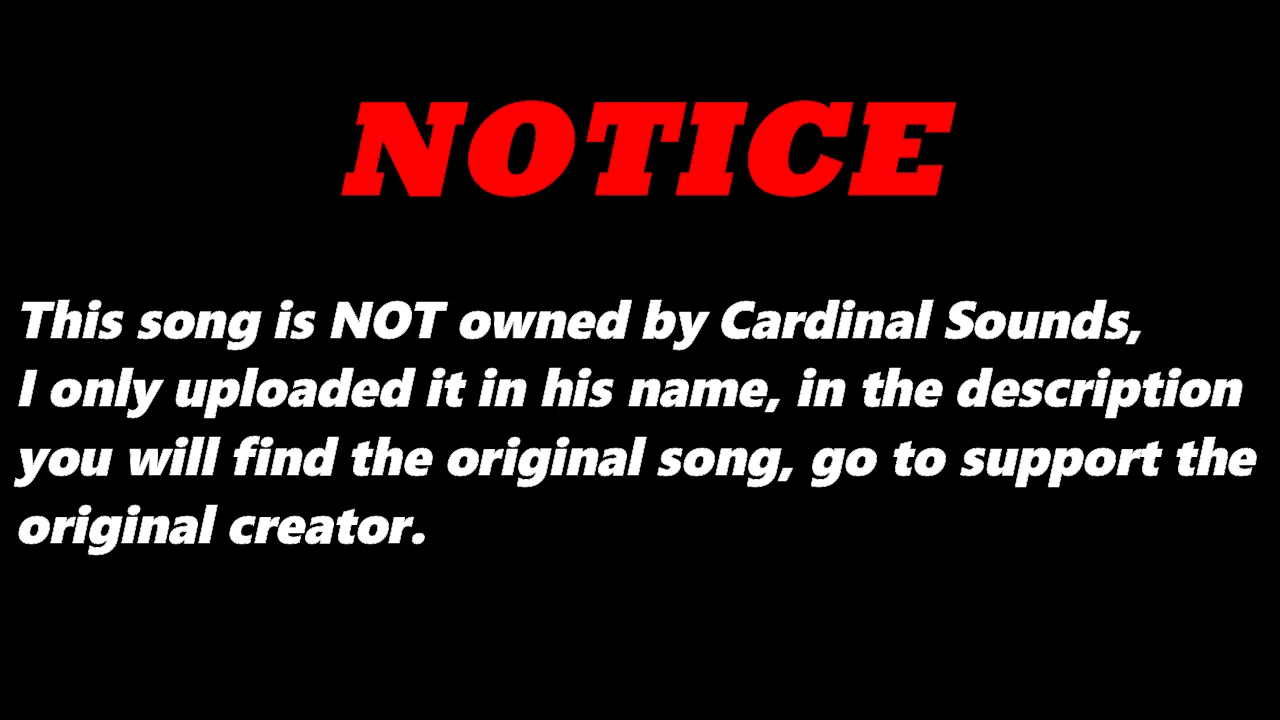 NOTICE
This song is NOT owned by Cardinal Sounds,
I only uploaded it in his name, in the description
you will find the original song, go to support the
original creator.